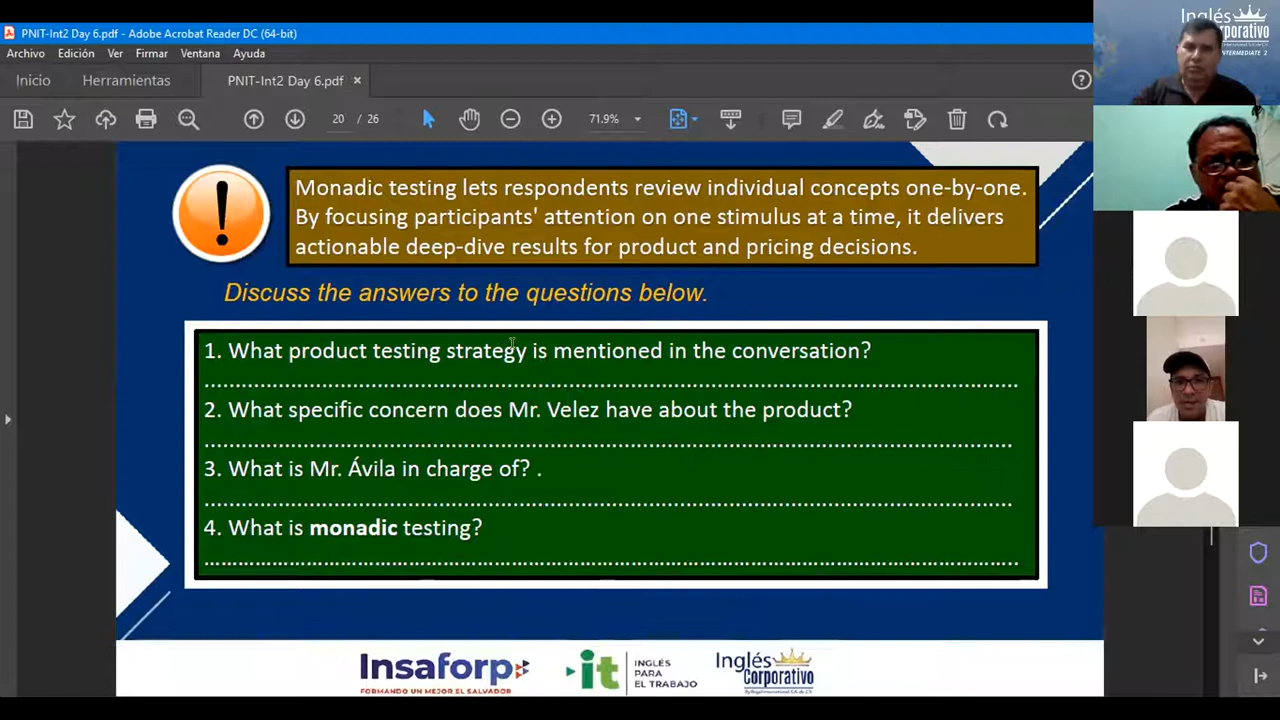 PNIT-Int2 Day 6.pdf - Adobe Acrobat Reader DC (64-bit)
Archivo Edición Ver Firmar Ventana Ayuda
Inicio Herramientas PNIT-Int2 Day 6.pdf ×
20 / 26 71.9%
Monadic testing lets respondents review individual concepts one-by-one.
By focusing participants' attention on one stimulus at a time, it delivers
actionable deep-dive results for product and pricing decisions.
Discuss the answers to the questions below.
1. What product testing strategy is mentioned in the conversation?
2. What specific concern does Mr. Velez have about the product?
3. What is Mr. Ávila in charge of? .
4. What is monadic testing?
Insaforp
FORMANDO UN MEJOR EL SALVADOR
it
INGLÉS
PARA
EL TRABAJO
Inglés
Corporativo
Inglés
Corporativo
INTERMEDIATE 2